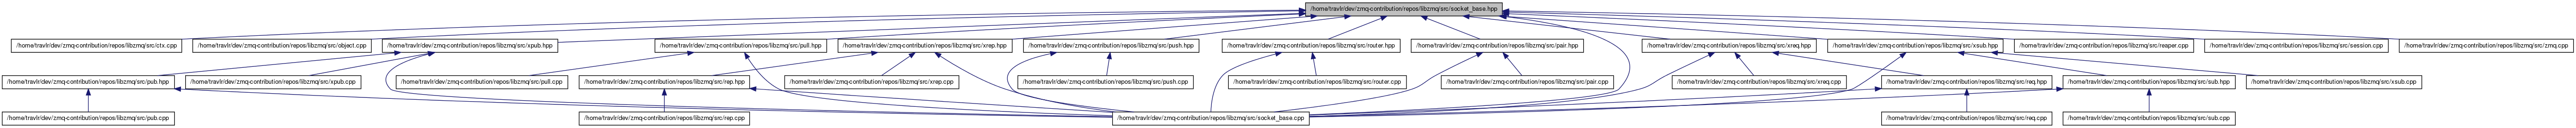 /home/travlr/dev/zmq-contribution/repos/libzmq/src/socket_base.hpp
/home/travlr/dev/zmq-contribution/repos/libzmq/src/ctx.cpp
/home/travlr/dev/zmq-contribution/repos/libzmq/src/object.cpp
/home/travlr/dev/zmq-contribution/repos/libzmq/src/xpub.hpp
/home/travlr/dev/zmq-contribution/repos/libzmq/src/pull.hpp
/home/travlr/dev/zmq-contribution/repos/libzmq/src/xrep.hpp
/home/travlr/dev/zmq-contribution/repos/libzmq/src/push.hpp
/home/travlr/dev/zmq-contribution/repos/libzmq/src/router.hpp
/home/travlr/dev/zmq-contribution/repos/libzmq/src/pair.hpp
/home/travlr/dev/zmq-contribution/repos/libzmq/src/xreq.hpp
/home/travlr/dev/zmq-contribution/repos/libzmq/src/xsub.hpp
/home/travlr/dev/zmq-contribution/repos/libzmq/src/reaper.cpp
/home/travlr/dev/zmq-contribution/repos/libzmq/src/session.cpp
/home/travlr/dev/zmq-contribution/repos/libzmq/src/zmq.cpp
/home/travlr/dev/zmq-contribution/repos/libzmq/src/pub.hpp
/home/travlr/dev/zmq-contribution/repos/libzmq/src/xpub.cpp
/home/travlr/dev/zmq-contribution/repos/libzmq/src/pull.cpp
/home/travlr/dev/zmq-contribution/repos/libzmq/src/rep.hpp
/home/travlr/dev/zmq-contribution/repos/libzmq/src/xrep.cpp
/home/travlr/dev/zmq-contribution/repos/libzmq/src/push.cpp
/home/travlr/dev/zmq-contribution/repos/libzmq/src/router.cpp
/home/travlr/dev/zmq-contribution/repos/libzmq/src/pair.cpp
/home/travlr/dev/zmq-contribution/repos/libzmq/src/xreq.cpp
/home/travlr/dev/zmq-contribution/repos/libzmq/src/req.hpp
/home/travlr/dev/zmq-contribution/repos/libzmq/src/sub.hpp
/home/travlr/dev/zmq-contribution/repos/libzmq/src/xsub.cpp
/home/travlr/dev/zmq-contribution/repos/libzmq/src/pub.cpp
/home/travlr/dev/zmq-contribution/repos/libzmq/src/rep.cpp
/home/travlr/dev/zmq-contribution/repos/libzmq/src/socket_base.cpp
/home/travlr/dev/zmq-contribution/repos/libzmq/src/req.cpp
/home/travlr/dev/zmq-contribution/repos/libzmq/src/sub.cpp